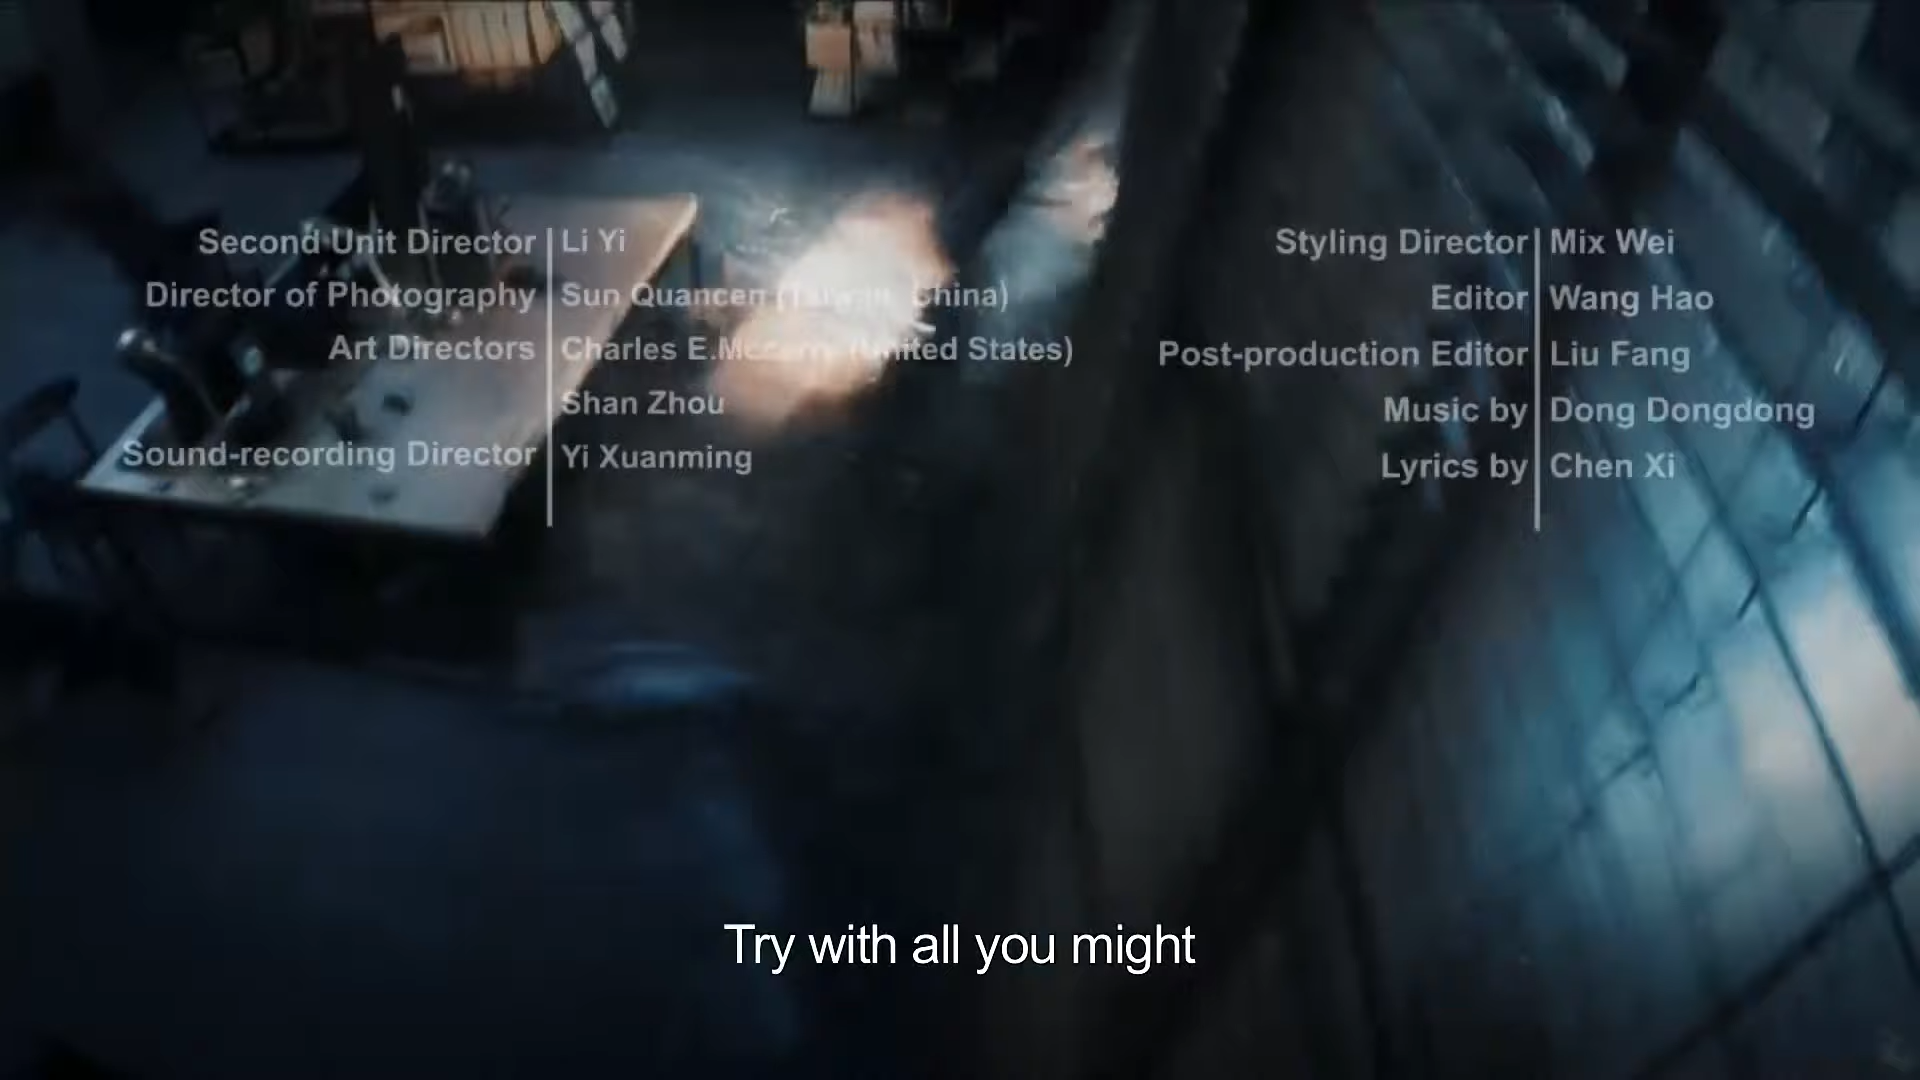 Second Unit Director Li Yi
Director of Photography Sun Quancen (Taiwan, China)
Art Directors Charles E. (United States)
Shan Zhou
Sound-recording Director Yi Xuanming
Styling Director Mix Wei
Editor Wang Hao
Post-production Editor Liu Fang
Music by Dong Dongdong
Lyrics by Chen Xi
Try with all you might